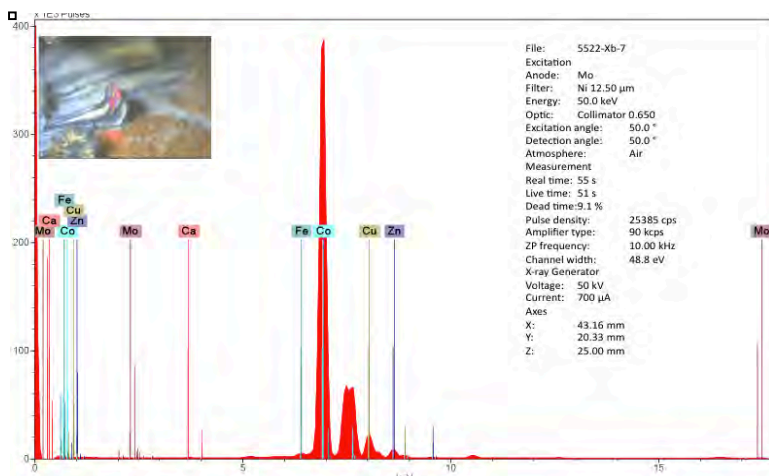 x 1E3 Pulses
400
300
200
100
0
Fe
Cu
Ca Zn
Mo Co Mo Ca Fe Co Cu Zn Mo
0 5 10 15
File: 5522-Xb-7
Excitation
Anode: Mo
Filter: Ni 12.50 µm
Energy: 50.0 keV
Optic: Collimator 0.650
Excitation angle: 50.0 °
Detection angle: 50.0 °
Atmosphere: Air
Measurement
Real time: 55 s
Live time: 51 s
Dead time:9.1 %
Pulse density: 25385 cps
Amplifier type: 90 kcps
ZP frequency: 10.00 kHz
Channel width: 48.8 eV
X-ray Generator
Voltage: 50 kV
Current: 700 µA
Axes
X: 43.16 mm
Y: 20.33 mm
Z: 25.00 mm